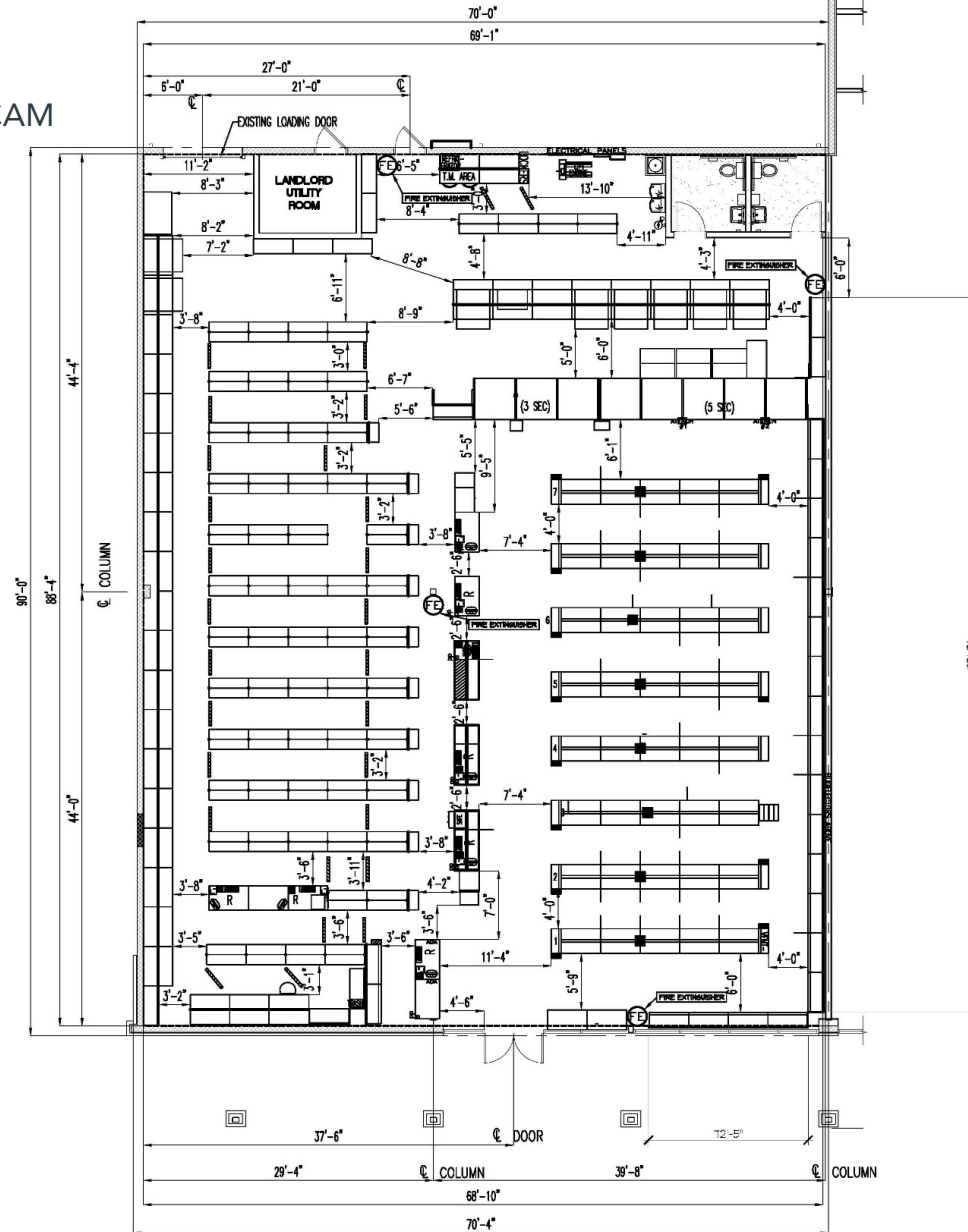 70'-0"
69'-1"
27'-0"
6'-0"
21'-0"
CAM
EXISTING LOADING DOOR
ELECTRICAL PANELS
11'-2"
FE
6'-5"
T.M. AREA
LOCKERS
8'-3"
LANDLORD
UTILITY
ROOM
FIRE EXTINGUISHER
13'-10"
8'-4"
8'-2"
4'-11"
7'-2"
8'-8"
4'-8"
4'-3"
6'-0"
FIRE EXTINGUISHER
FE
6'-11"
3'-8"
8'-9"
4'-0"
3'-0"
5'-0"
6'-0"
44'-4"
6'-7"
3'-2"
5'-6"
(3 SEC)
(5 SEC)
3'-2"
5'-5"
9'-5"
6'-1"
7
4'-0"
3'-2"
3'-8"
7'-4"
4'-0"
2'-6"
COLUMN
90'-0"
88'-4"
R
FE
FIRE EXTINGUISHER
2'-6"
6
5
2'-6"
4
R
3'-2"
2'-6"
7'-4"
44'-0"
SAFE
R
3'-8"
3'-6"
3'-11"
2
3'-8"
R
R
4'-2"
7'-0"
3'-6"
4'-0"
3'-6"
1
3'-5"
3'-6"
ADA
R
ADA
11'-4"
4'-0"
3'-1"
5'-9"
6'-0"
3'-2"
4'-6"
FIRE EXTINGUISHER
FE
37'-6"
DOOR
12'-5"
29'-4"
COLUMN
39'-8"
COLUMN
68'-10"
70'-4"